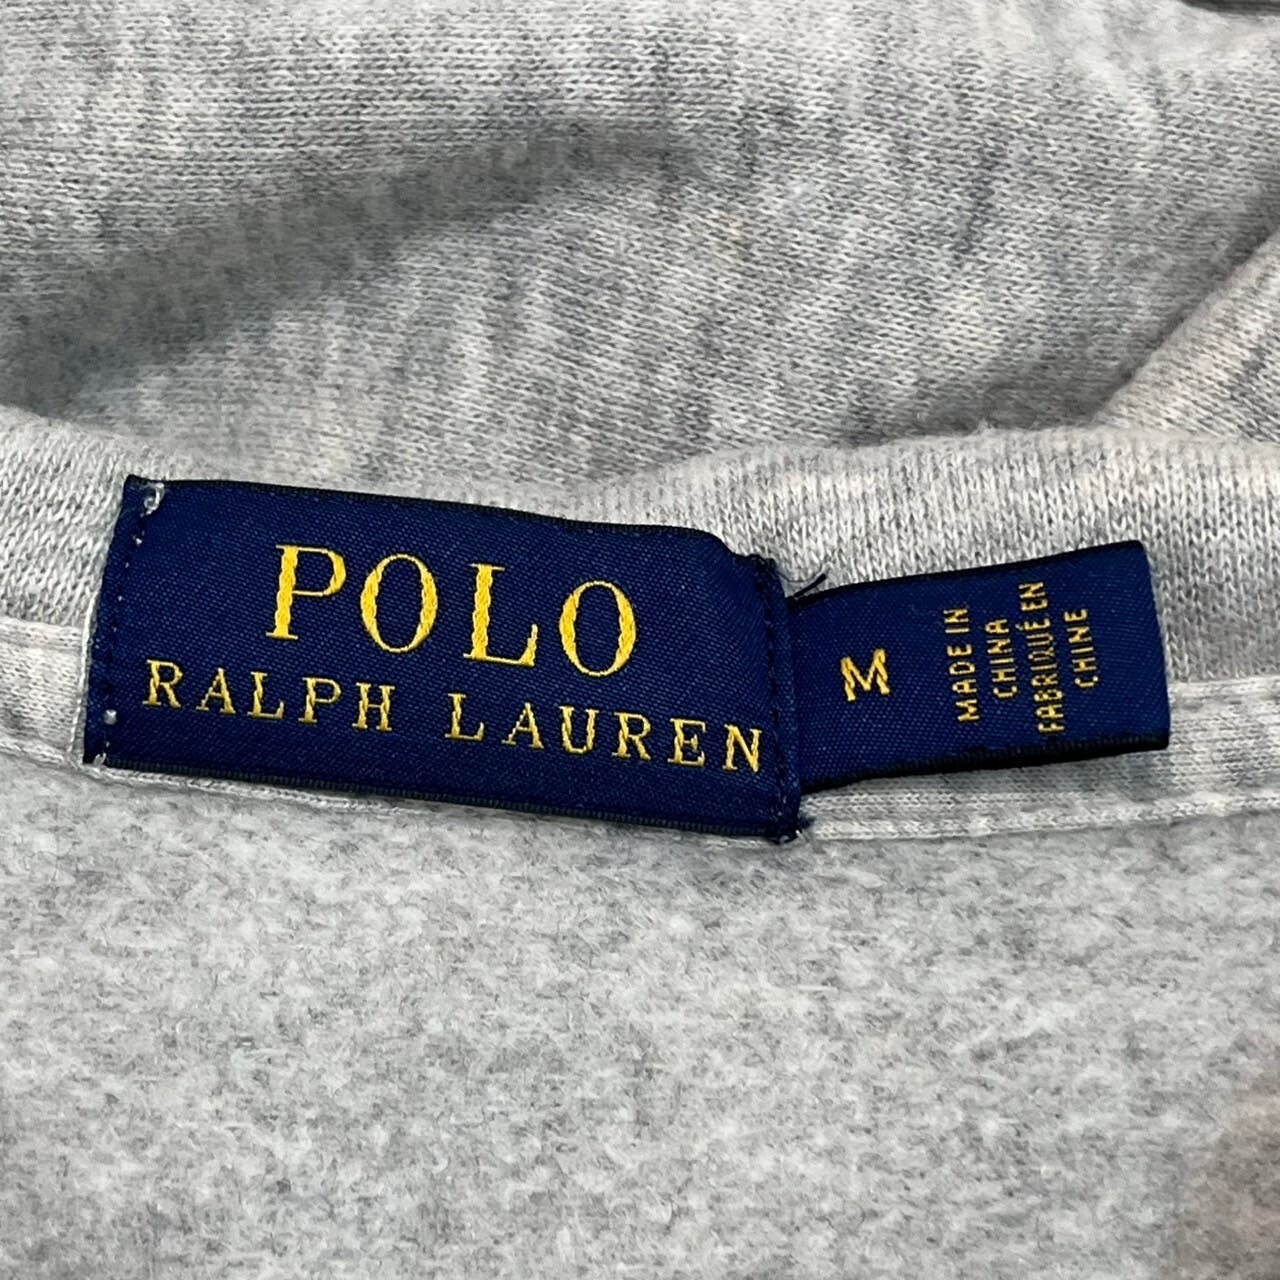 POLO
RALPH LAUREN
M
MADE IN
CHINA
FABRIQUÉ EN
CHINE